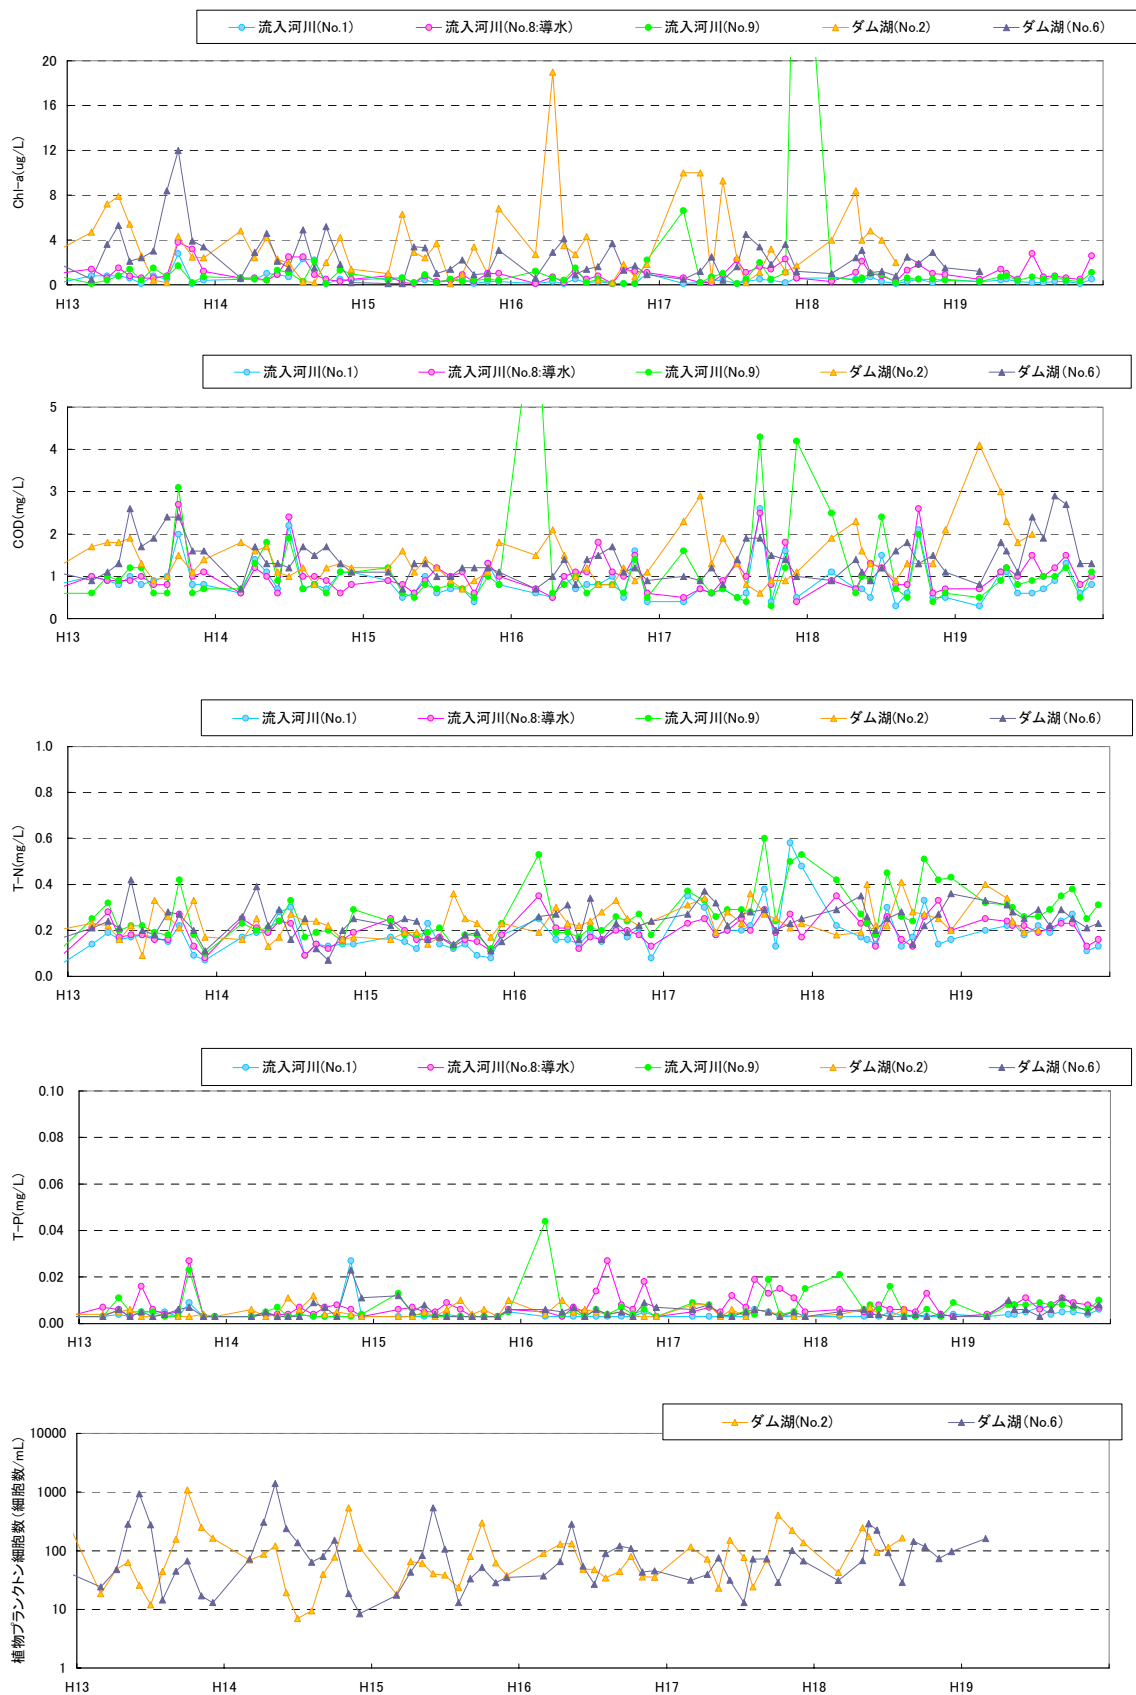 流入河川(No.1) 流入河川(No.8:導水) 流入河川(No.9) ダム湖(No.2) ダム湖(No.6)
Chl-a(ug/L)
20
16
12
8
4
0
H13 H14 H15 H16 H17 H18 H19
流入河川(No.1) 流入河川(No.8:導水) 流入河川(No.9) ダム湖(No.2) ダム湖(No.6)
COD(mg/L)
5
4
3
2
1
0
H13 H14 H15 H16 H17 H18 H19
流入河川(No.1) 流入河川(No.8:導水) 流入河川(No.9) ダム湖(No.2) ダム湖(No.6)
T-N(mg/L)
1.0
0.8
0.6
0.4
0.2
0.0
H13 H14 H15 H16 H17 H18 H19
流入河川(No.1) 流入河川(No.8:導水) 流入河川(No.9) ダム湖(No.2) ダム湖(No.6)
T-P(mg/L)
0.10
0.08
0.06
0.04
0.02
0.00
H13 H14 H15 H16 H17 H18 H19
ダム湖(No.2) ダム湖(No.6)
植物プランクトン細胞数(細胞数/mL)
10000
1000
100
10
1
H13 H14 H15 H16 H17 H18 H19